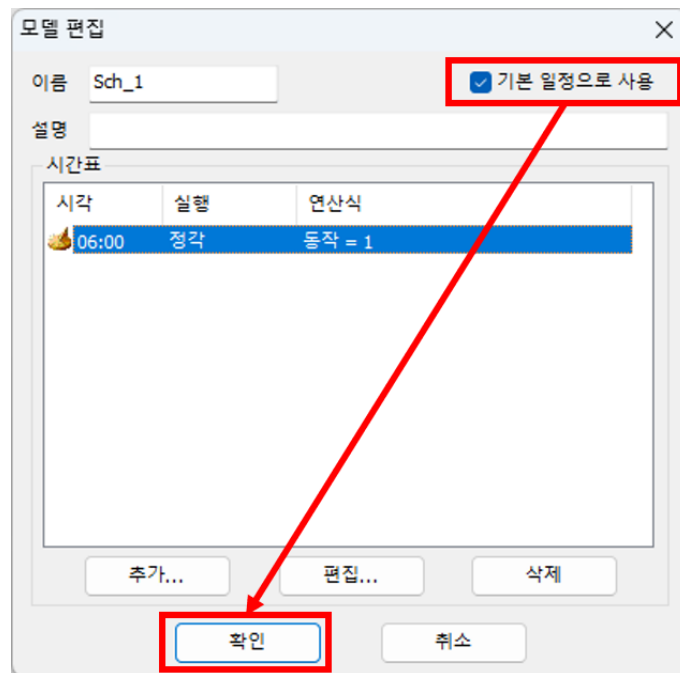 모델 편집
이름 Sch_1 기본 일정으로 사용
설명
시간표
시각 실행 연산식
06:00 정각 동작 = 1
추가... 편집... 삭제
확인 취소